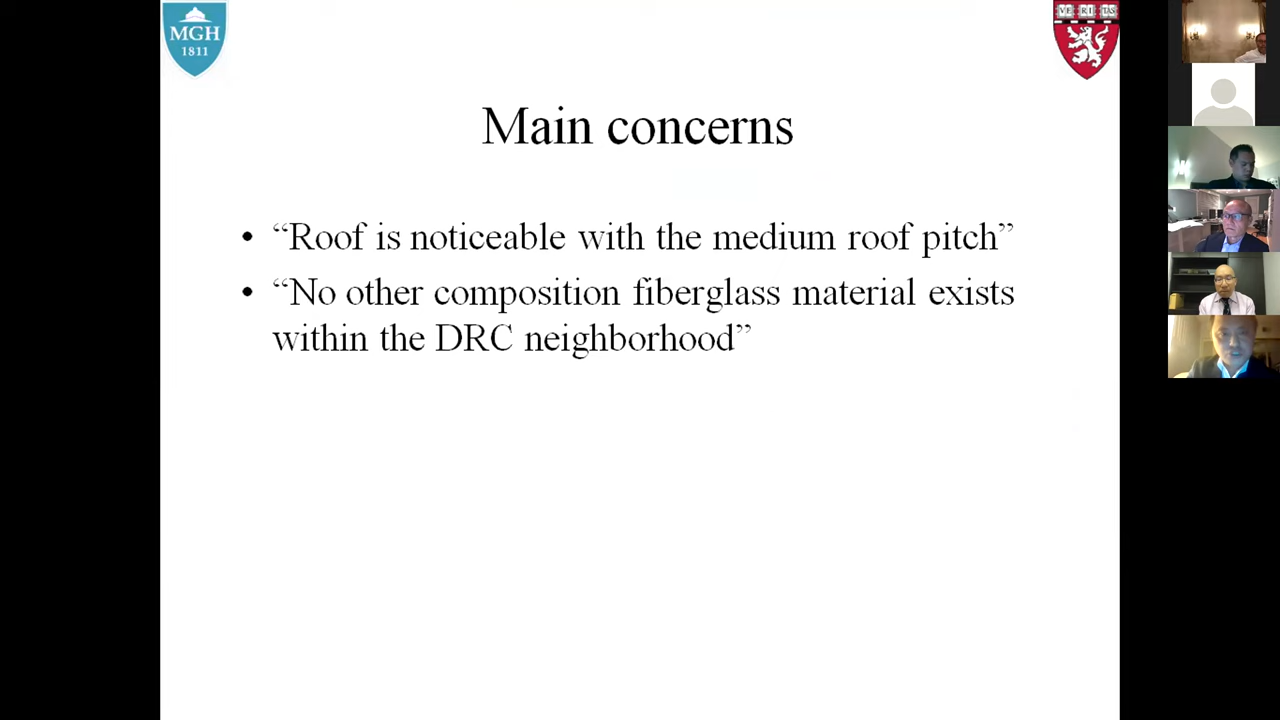 MGH
1811
VE RI TAS
Main concerns
• “Roof is noticeable with the medium roof pitch”
• “No other composition fiberglass material exists
within the DRC neighborhood”